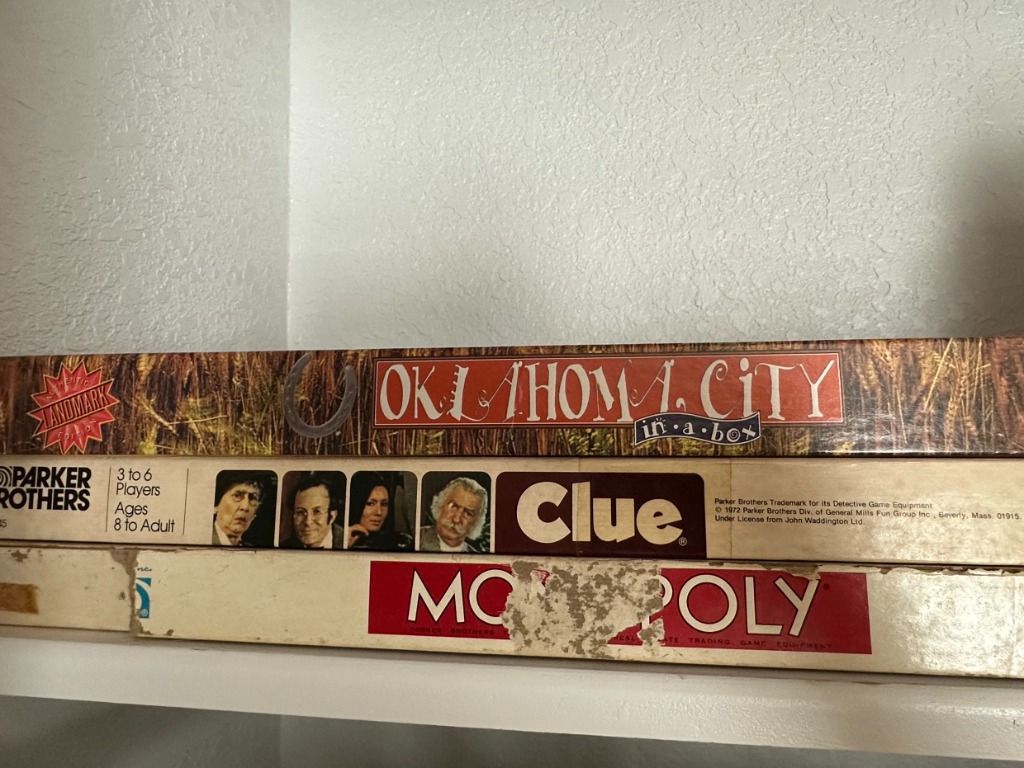 LANDMARK
OKLAHOMA CITY
in·a·box
PARKER
ROTHERS
3 to 6
Players
Ages
8 to Adult
Clue®
Parker Brothers Trademark for its Detective Game Equipment
© 1972 Parker Brothers Div. of General Mills Fun Group Inc., Beverly, Mass. 01915.
Under License from John Waddington Ltd.
MO POLY
PARKER BROTHERS TRADING GAME EQUIPMENT